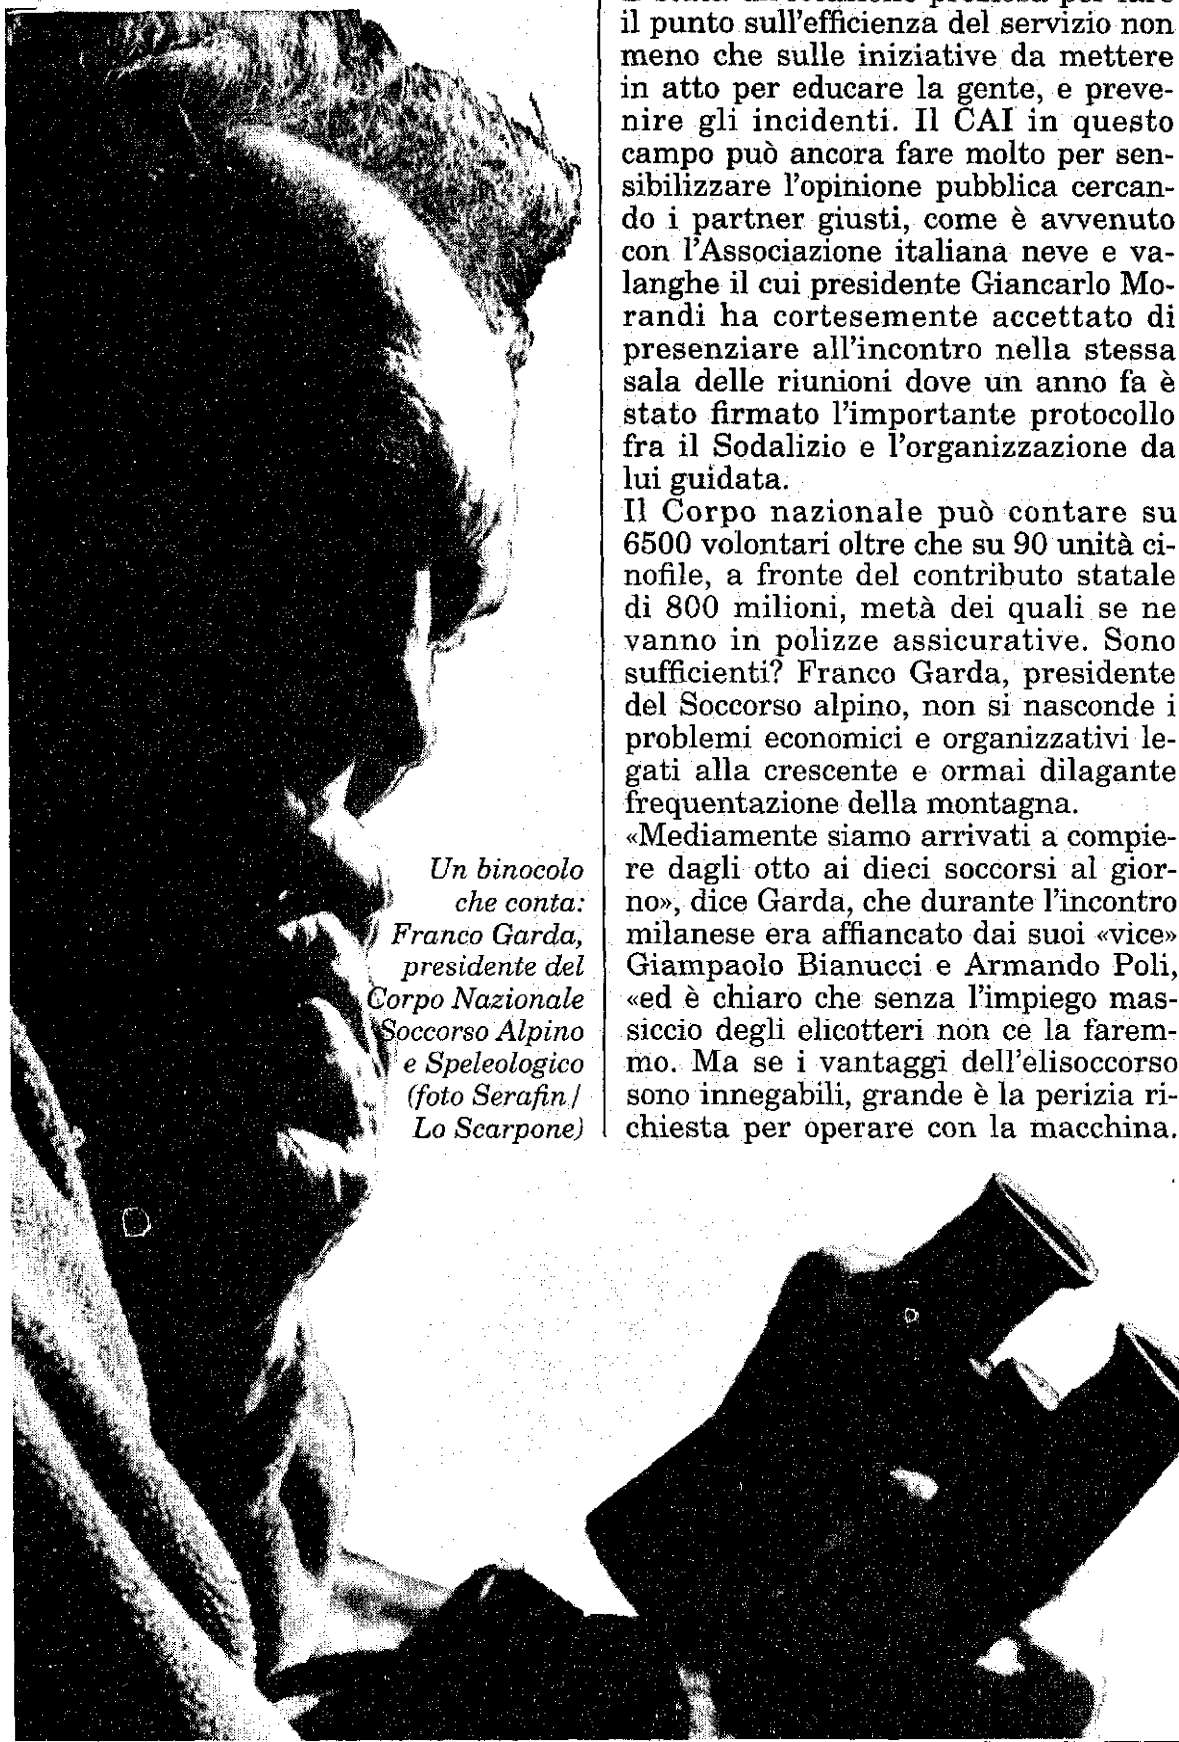 il punto sull'efficienza del servizio non
meno che sulle iniziative da mettere
in atto per educare la gente, e preve-
nire gli incidenti. Il CAI in questo
campo può ancora fare molto per sen-
sibilizzare l'opinione pubblica cercan-
do i partner giusti, come è avvenuto
con l'Associazione italiana neve e va-
langhe il cui presidente Giancarlo Mo-
randi ha cortesemente accettato di
presenziare all'incontro nella stessa
sala delle riunioni dove un anno fa è
stato firmato l'importante protocollo
fra il Sodalizio e l'organizzazione da
lui guidata.
Il Corpo nazionale può contare su
6500 volontari oltre che su 90 unità ci-
nofile, a fronte del contributo statale
di 800 milioni, metà dei quali se ne
vanno in polizze assicurative. Sono
sufficienti? Franco Garda, presidente
del Soccorso alpino, non si nasconde i
problemi economici e organizzativi le-
gati alla crescente e ormai dilagante
frequentazione della montagna.
«Mediamente siamo arrivati a compie-
re dagli otto ai dieci soccorsi al gior-
no», dice Garda, che durante l'incontro
milanese era affiancato dai suoi «vice»
Giampaolo Bianucci e Armando Poli,
«ed è chiaro che senza l'impiego mas-
siccio degli elicotteri non ce la farem-
mo. Ma se i vantaggi dell'elisoccorso
sono innegabili, grande è la perizia ri-
chiesta per operare con la macchina.
Un binocolo
che conta:
Franco Garda,
presidente del
Corpo Nazionale
Soccorso Alpino
e Speleologico
(foto Serafin/
Lo Scarpone)